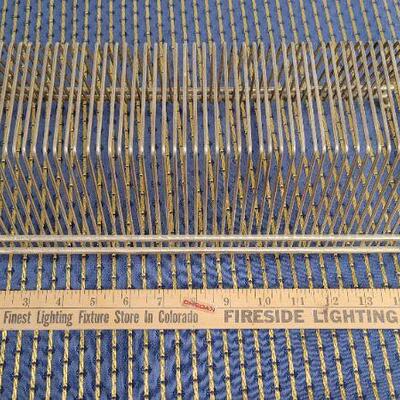 3 4 5 6 7 8 9 10 11 12 13
Finest Lighting Fixture Store In Colorado FIRESIDE LIGHTING